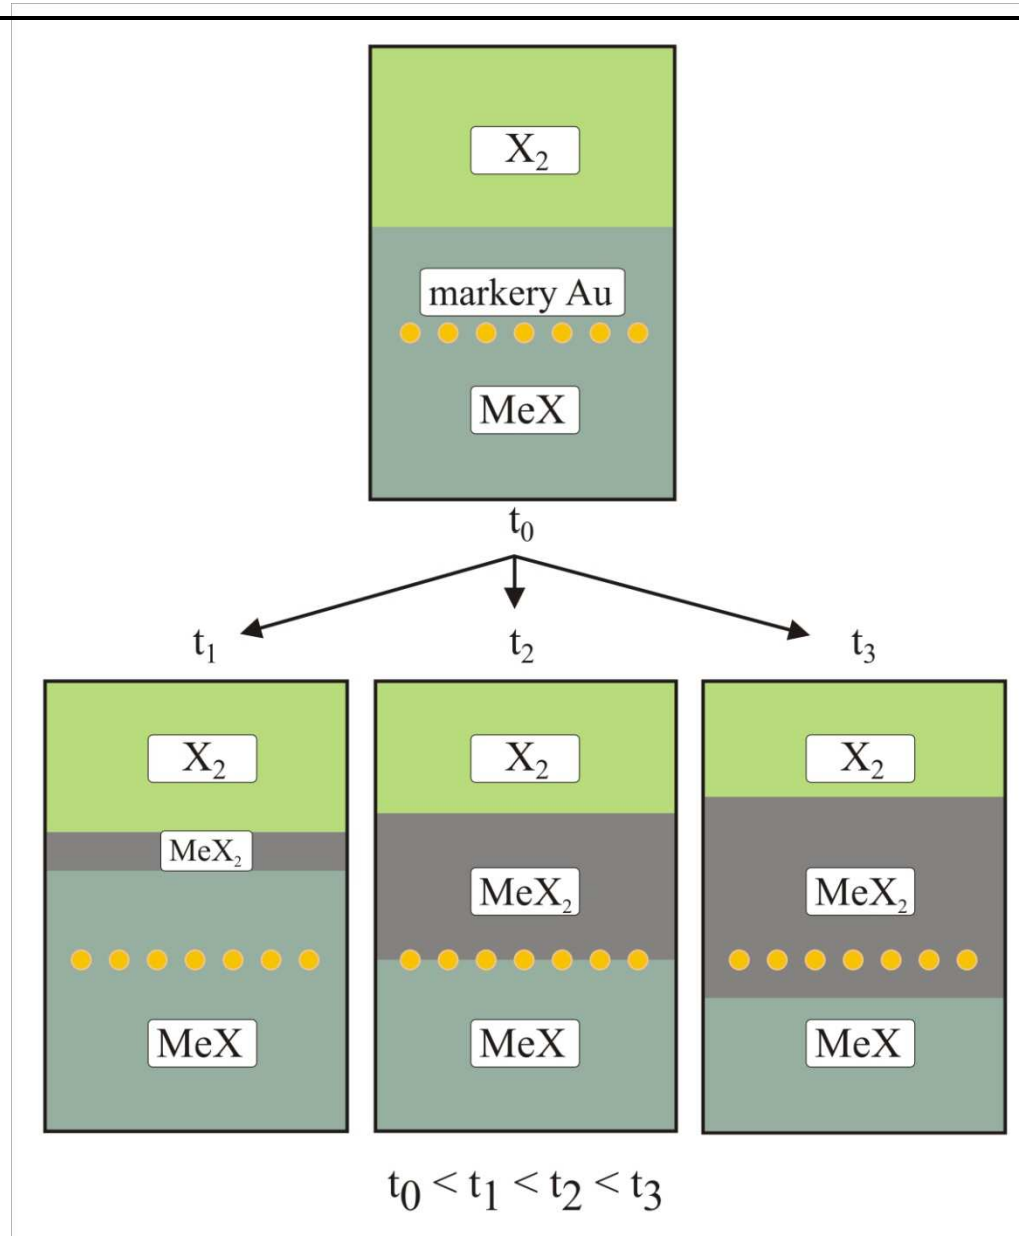 X₂
markery Au
MeX
t₀
t₁ t₂ t₃
X₂ X₂ X₂
MeX₂
MeX₂ MeX₂
MeX MeX MeX
t₀ < t₁ < t₂ < t₃